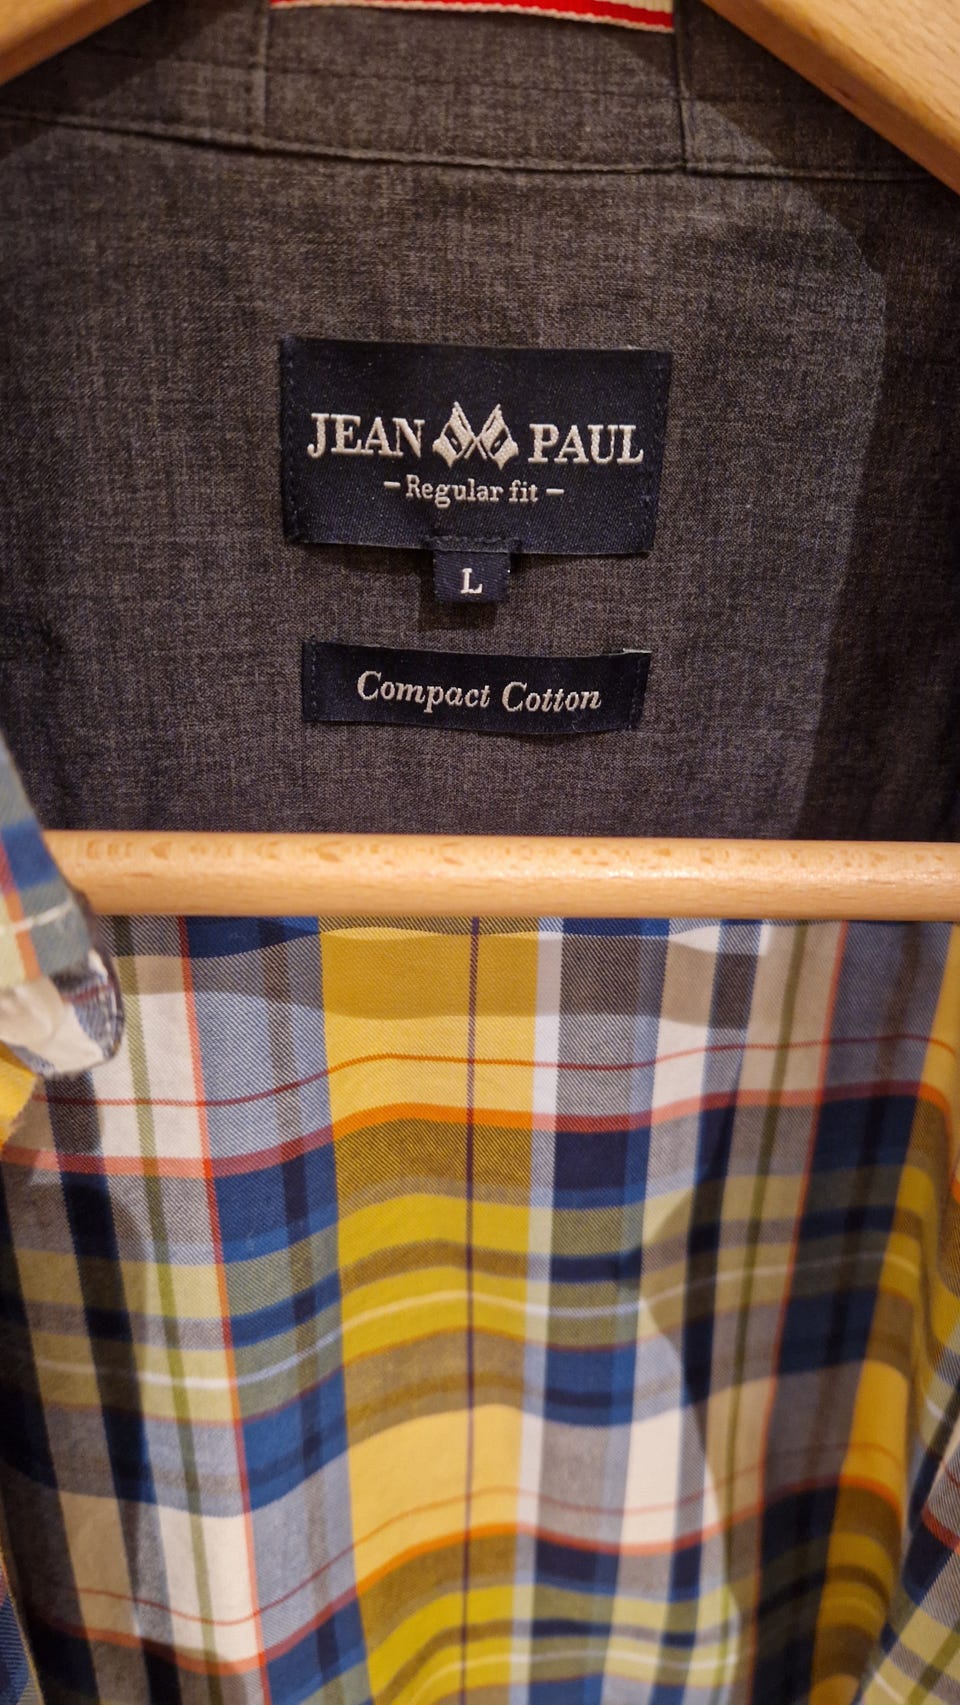 JEAN PAUL
- Regular fit -
L
Compact Cotton